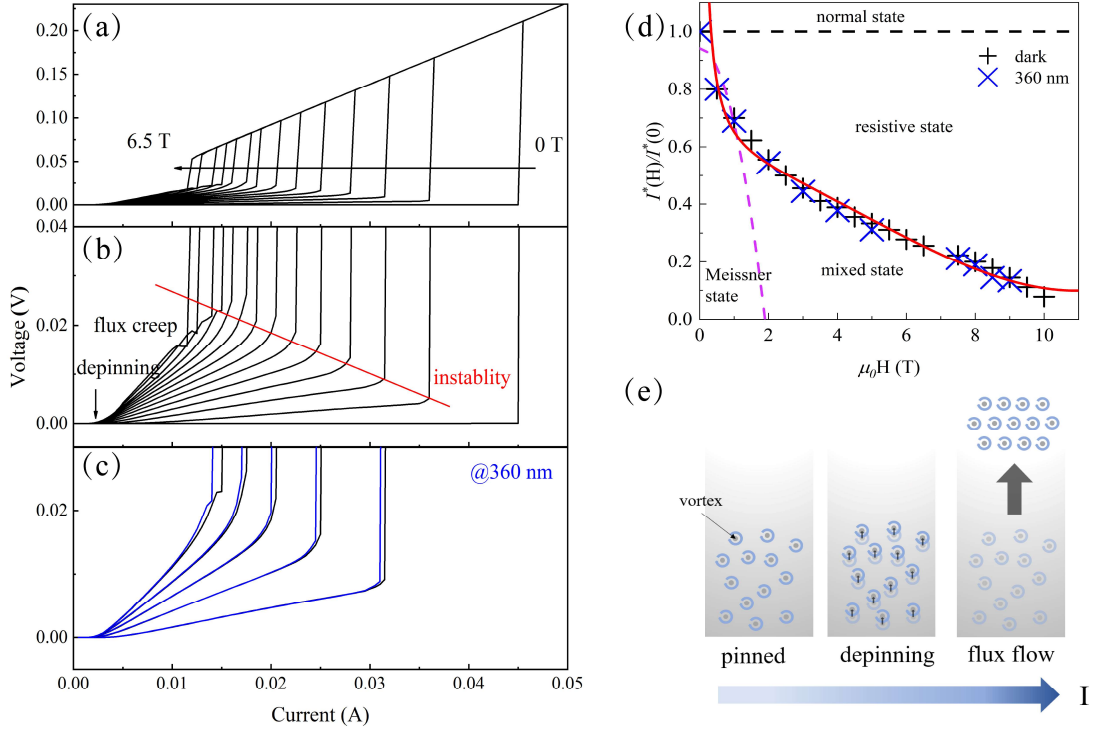 (a)
0.20
0.15
0.10
0.05
0.00
6.5 T
0 T
(b)
0.04
0.02
0.00
flux creep
depinning
instablity
Voltage (V)
(c)
@360 nm
0.02
0.00
0.00 0.01 0.02 0.03 0.04 0.05
Current (A)
(d)
normal state
dark
360 nm
resistive state
mixed state
Meissner
state
I*(H)/I*(0)
1.0
0.8
0.6
0.4
0.2
0.0
0 2 4 6 8 10
μ₀H (T)
(e)
vortex
pinned
depinning
flux flow
I